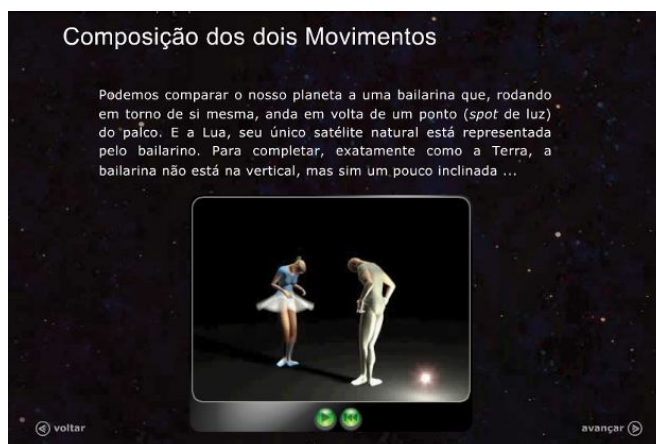 Composição dos dois Movimentos
Podemos comparar o nosso planeta a uma bailarina que, rodando
em torno de si mesma, anda em volta de um ponto (spot de luz)
do palco. E a Lua, seu único satélite natural está representada
pelo bailarino. Para completar, exatamente como a Terra, a
bailarina não está na vertical, mas sim um pouco inclinada ...
voltar
avançar